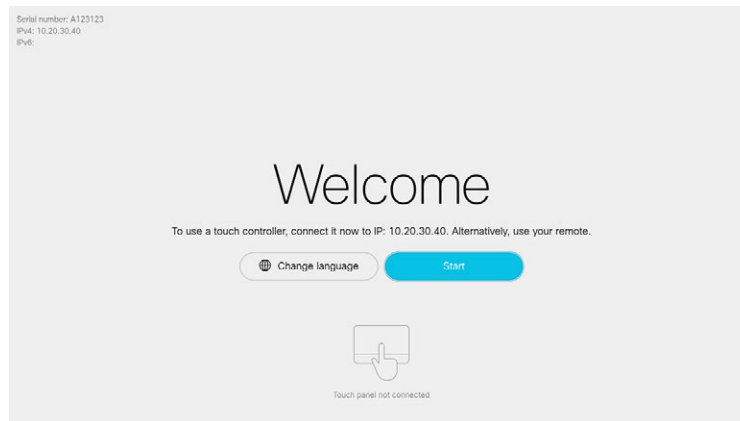 Serial number: A123123
IPv4: 10.20.30.40
IPv6:
Welcome
To use a touch controller, connect it now to IP: 10.20.30.40. Alternatively, use your remote.
Change language
Start
Touch panel not connected